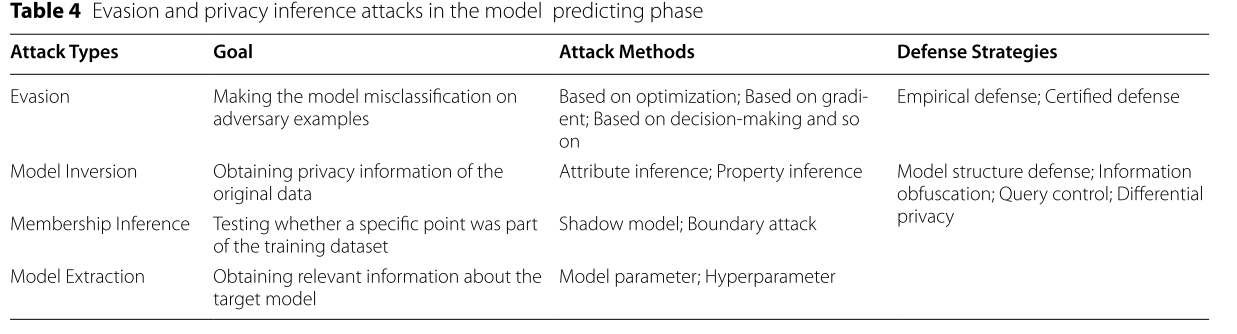 Table 4 Evasion and privacy inference attacks in the model predicting phase
Attack Types Goal Attack Methods Defense Strategies
Evasion Making the model misclassification on Based on optimization; Based on gradi- Empirical defense; Certified defense
adversary examples ent; Based on decision-making and so
on
Model Inversion Obtaining privacy information of the Attribute inference; Property inference Model structure defense; Information
original data obfuscation; Query control; Differential
privacy
Membership Inference Testing whether a specific point was part Shadow model; Boundary attack
of the training dataset
Model Extraction Obtaining relevant information about the Model parameter; Hyperparameter
target model